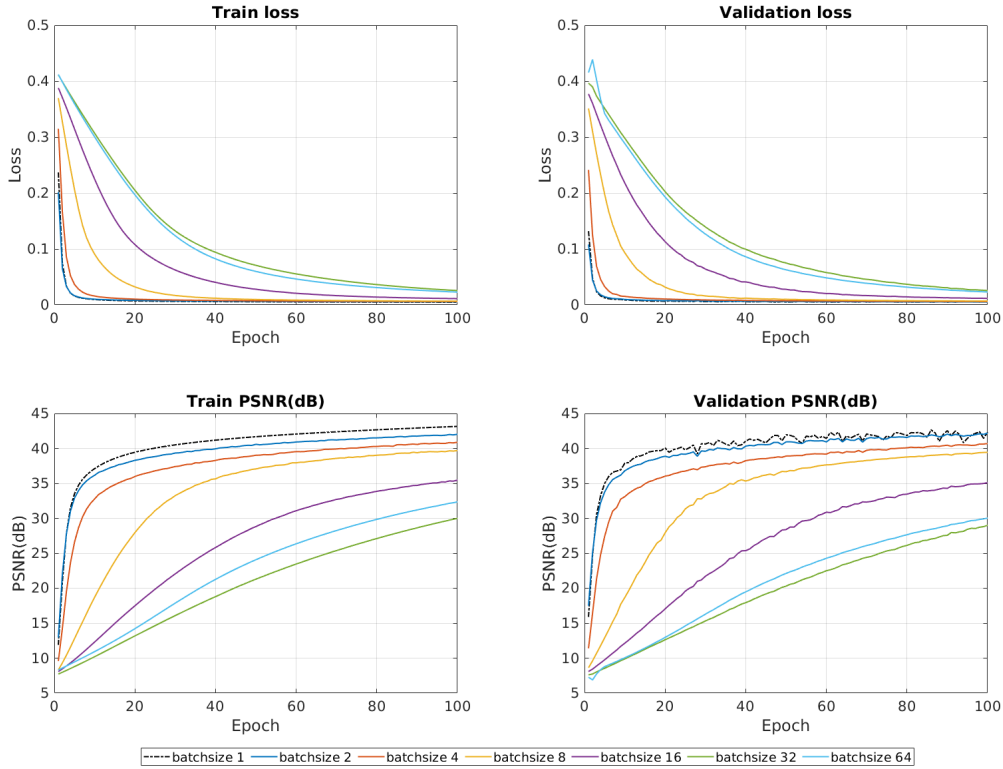 Train loss
Validation loss
0.5
0.4
0.3
0.2
0.1
0
Loss
0 20 40 60 80 100
Epoch
0.5
0.4
0.3
0.2
0.1
0
Loss
0 20 40 60 80 100
Epoch
Train PSNR(dB)
Validation PSNR(dB)
45
40
35
30
25
20
15
10
5
PSNR(dB)
0 20 40 60 80 100
Epoch
45
40
35
30
25
20
15
10
5
PSNR(dB)
0 20 40 60 80 100
Epoch
batchsize 1 batchsize 2 batchsize 4 batchsize 8 batchsize 16 batchsize 32 batchsize 64